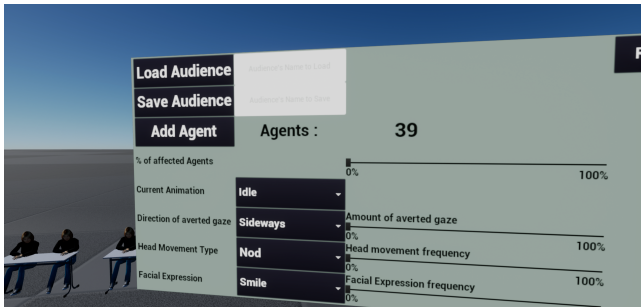 Load Audience
Audience's Name to Load
Save Audience
Audience's Name to Save
Add Agent
Agents :
39
% of affected Agents
0%
100%
Current Animation
Idle
Direction of averted gaze
Sideways
Amount of averted gaze
0%
100%
Head Movement Type
Nod
Head movement frequency
0%
100%
Facial Expression
Smile
Facial Expression frequency
0%